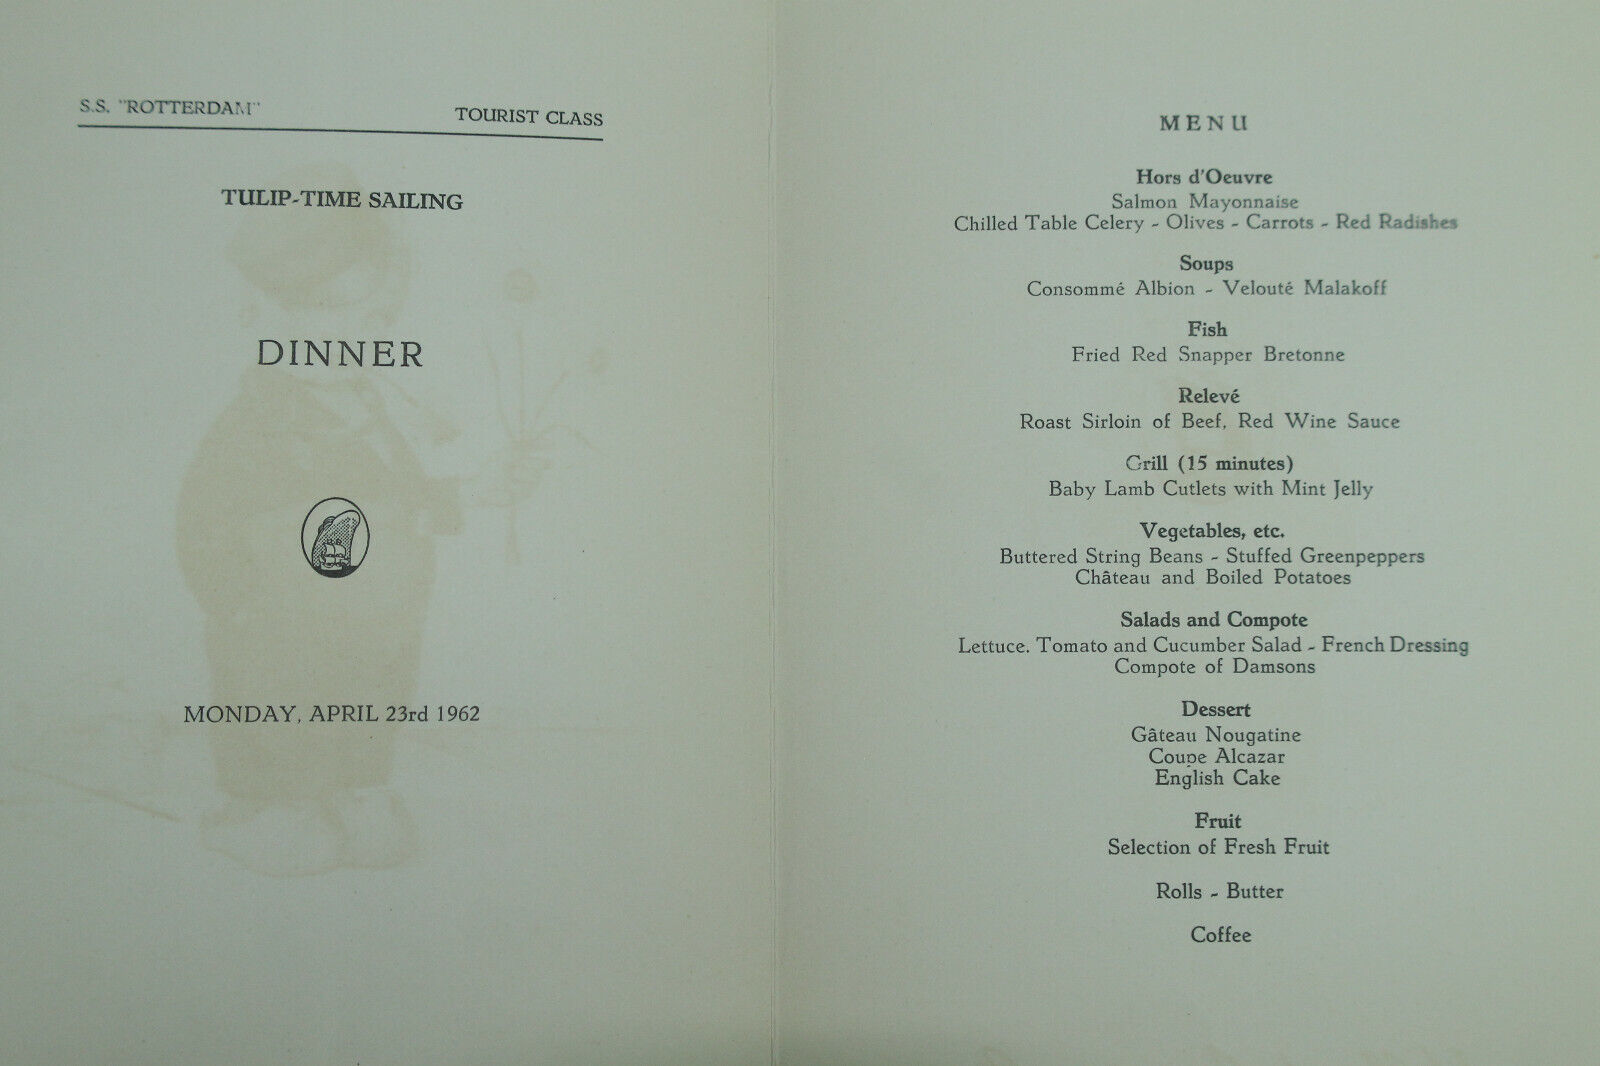 S.S. "ROTTERDAM" TOURIST CLASS
TULIP-TIME SAILING
DINNER
MONDAY, APRIL 23rd 1962
MENU
Hors d'Oeuvre
Salmon Mayonnaise
Chilled Table Celery - Olives - Carrots - Red Radishes
Soups
Consommé Albion - Velouté Malakoff
Fish
Fried Red Snapper Bretonne
Relevé
Roast Sirloin of Beef, Red Wine Sauce
Grill (15 minutes)
Baby Lamb Cutlets with Mint Jelly
Vegetables, etc.
Buttered String Beans - Stuffed Greenpeppers
Château and Boiled Potatoes
Salads and Compote
Lettuce. Tomato and Cucumber Salad - French Dressing
Compote of Damsons
Dessert
Gâteau Nougatine
Coupe Alcazar
English Cake
Fruit
Selection of Fresh Fruit
Rolls - Butter
Coffee